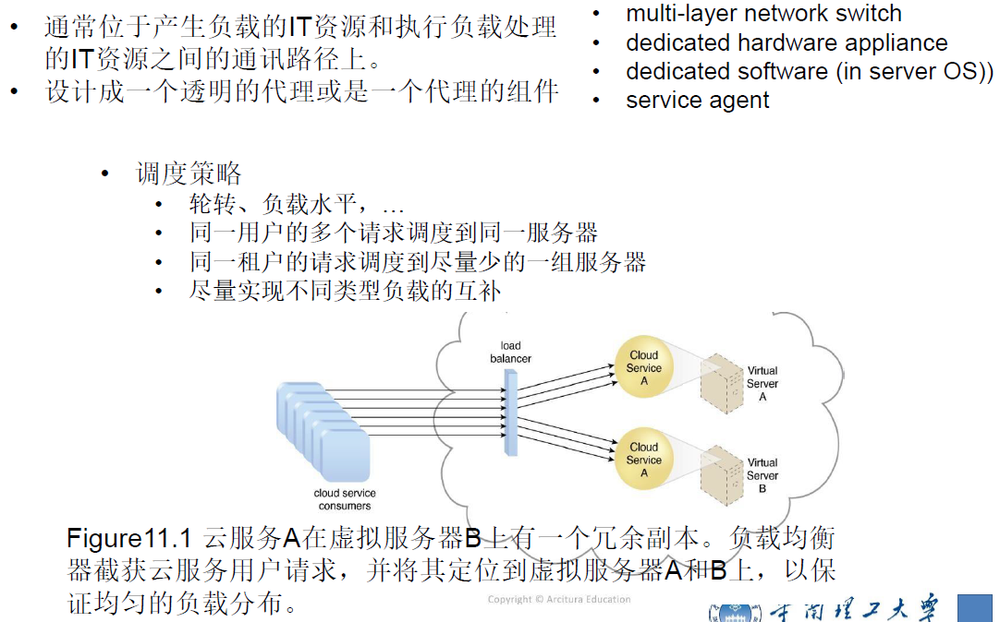 • 通常位于产生负载的IT资源和执行负载处理
的IT资源之间的通讯路径上。
• 设计成一个透明的代理或是一个代理的组件
• multi-layer network switch
• dedicated hardware appliance
• dedicated software (in server OS))
• service agent
• 调度策略
• 轮转、负载水平，…
• 同一用户的多个请求调度到同一服务器
• 同一租户的请求调度到尽量少的一组服务器
• 尽量实现不同类型负载的互补
load
balancer
Cloud
Service
A
Virtual
Server
A
Cloud
Service
A
Virtual
Server
B
cloud service
consumers
Figure11.1 云服务A在虚拟服务器B上有一个冗余副本。负载均衡
器截获云服务用户请求，并将其定位到虚拟服务器A和B上，以保
证均匀的负载分布。
Copyright © Arcitura Education
华南理工大学